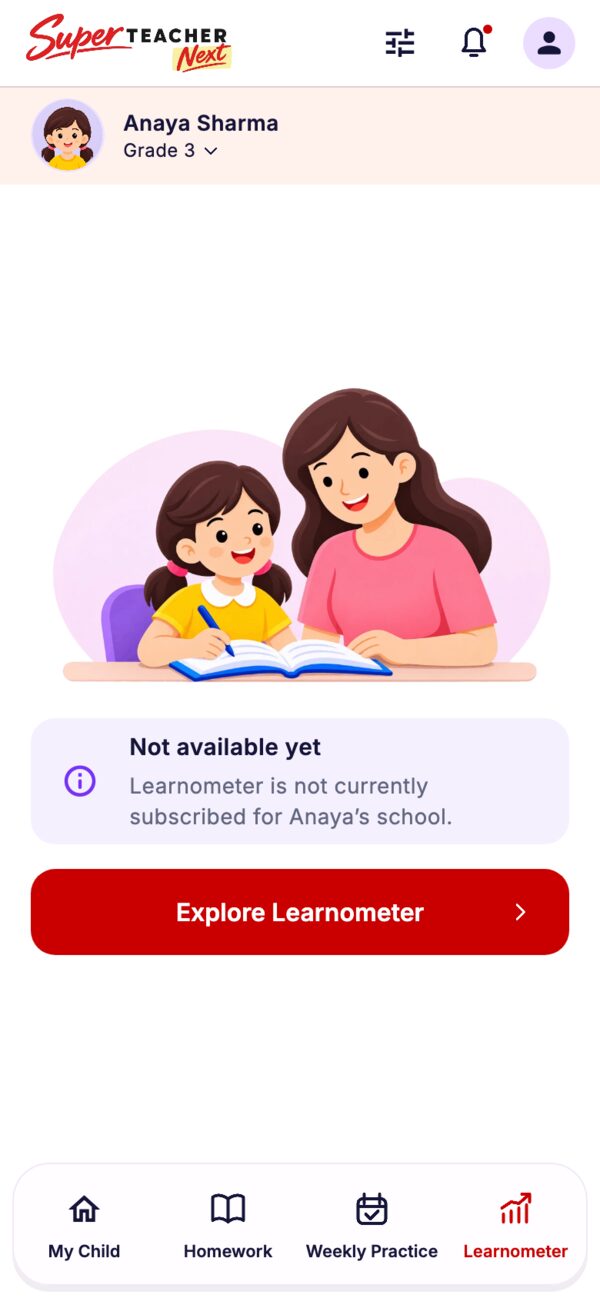 Super TEACHER
Next
Anaya Sharma
Grade 3
Not available yet
Learnometer is not currently
subscribed for Anaya’s school.
Explore Learnometer
My Child
Homework
Weekly Practice
Learnometer